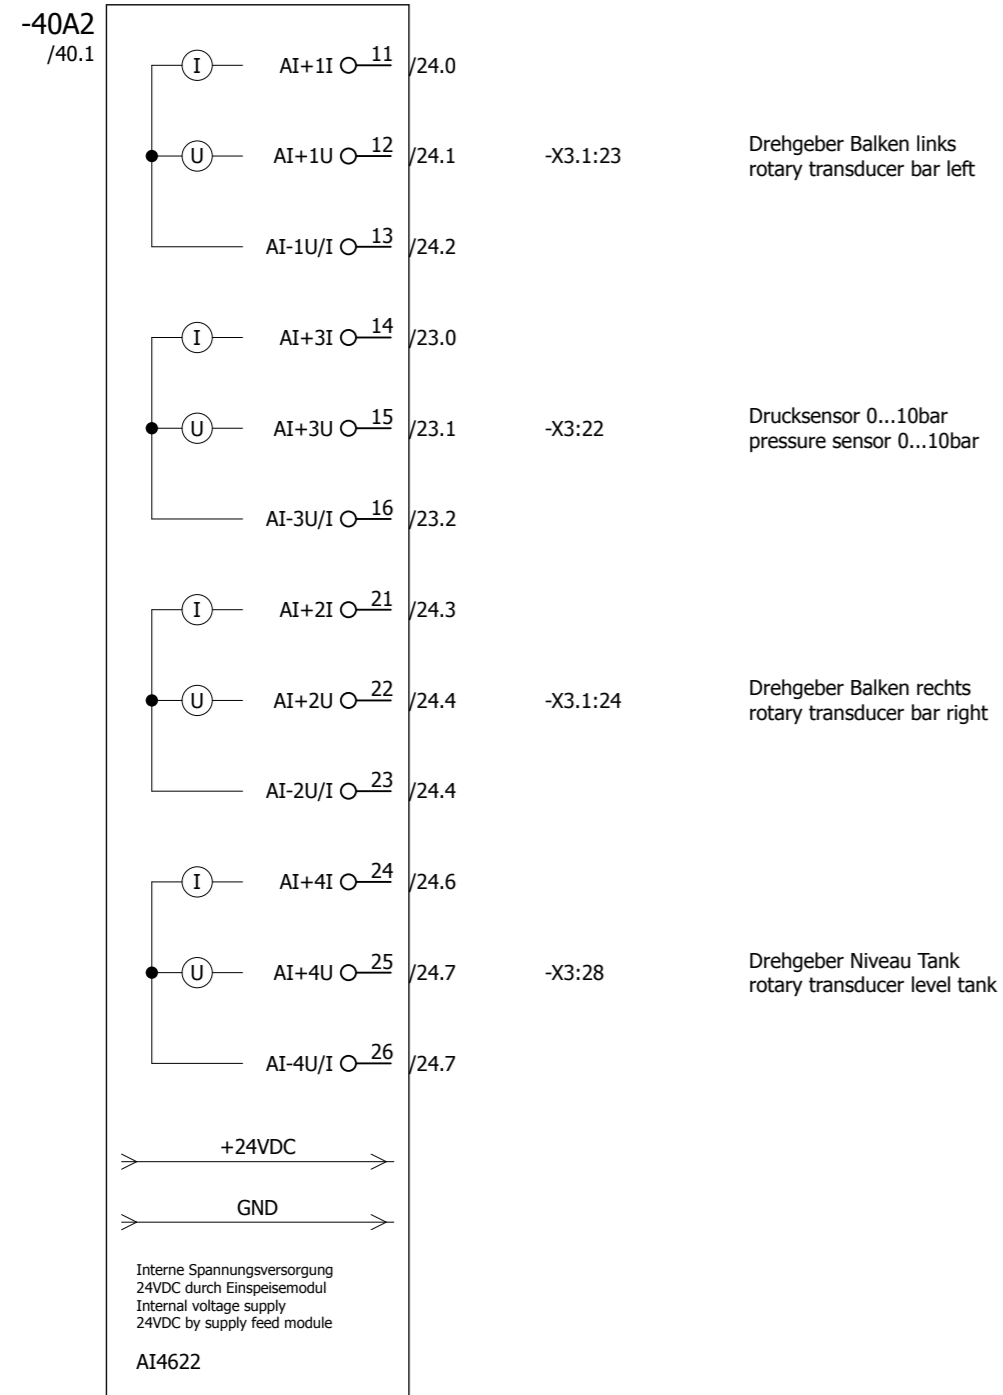 -40A2
/40.1
I AI+1I 11 /24.0
U AI+1U 12 /24.1 -X3.1:23 Drehgeber Balken links
rotary transducer bar left
AI-1U/I 13 /24.2
I AI+3I 14 /23.0
U AI+3U 15 /23.1 -X3:22 Drucksensor 0...10bar
pressure sensor 0...10bar
AI-3U/I 16 /23.2
I AI+2I 21 /24.3
U AI+2U 22 /24.4 -X3.1:24 Drehgeber Balken rechts
rotary transducer bar right
AI-2U/I 23 /24.4
I AI+4I 24 /24.6
U AI+4U 25 /24.7 -X3:28 Drehgeber Niveau Tank
rotary transducer level tank
AI-4U/I 26 /24.7
+24VDC
GND
Interne Spannungsversorgung
24VDC durch Einspeisemodul
Internal voltage supply
24VDC by supply feed module
AI4622